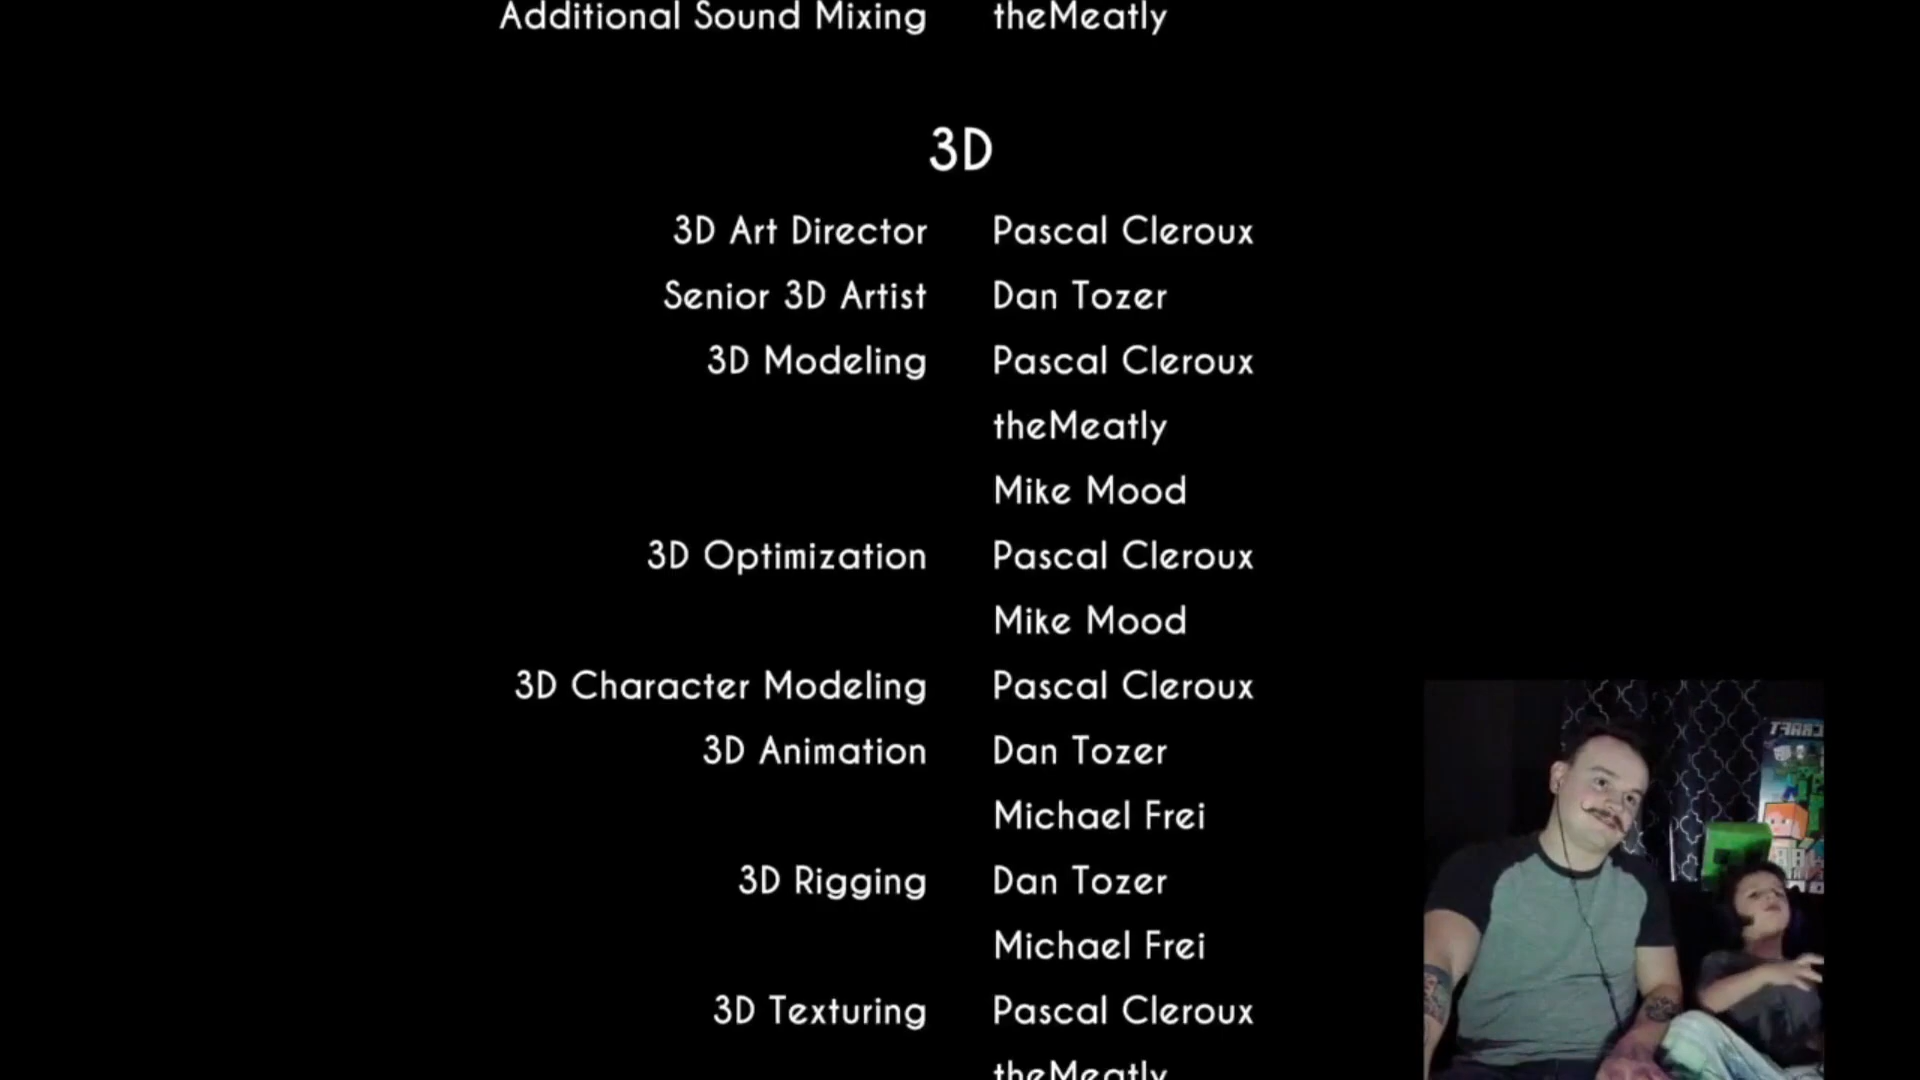 Additional Sound Mixing theMeatly
3D
3D Art Director Pascal Cleroux
Senior 3D Artist Dan Tozer
3D Modeling Pascal Cleroux
theMeatly
Mike Mood
3D Optimization Pascal Cleroux
Mike Mood
3D Character Modeling Pascal Cleroux
3D Animation Dan Tozer
Michael Frei
3D Rigging Dan Tozer
Michael Frei
3D Texturing Pascal Cleroux
theMeatly